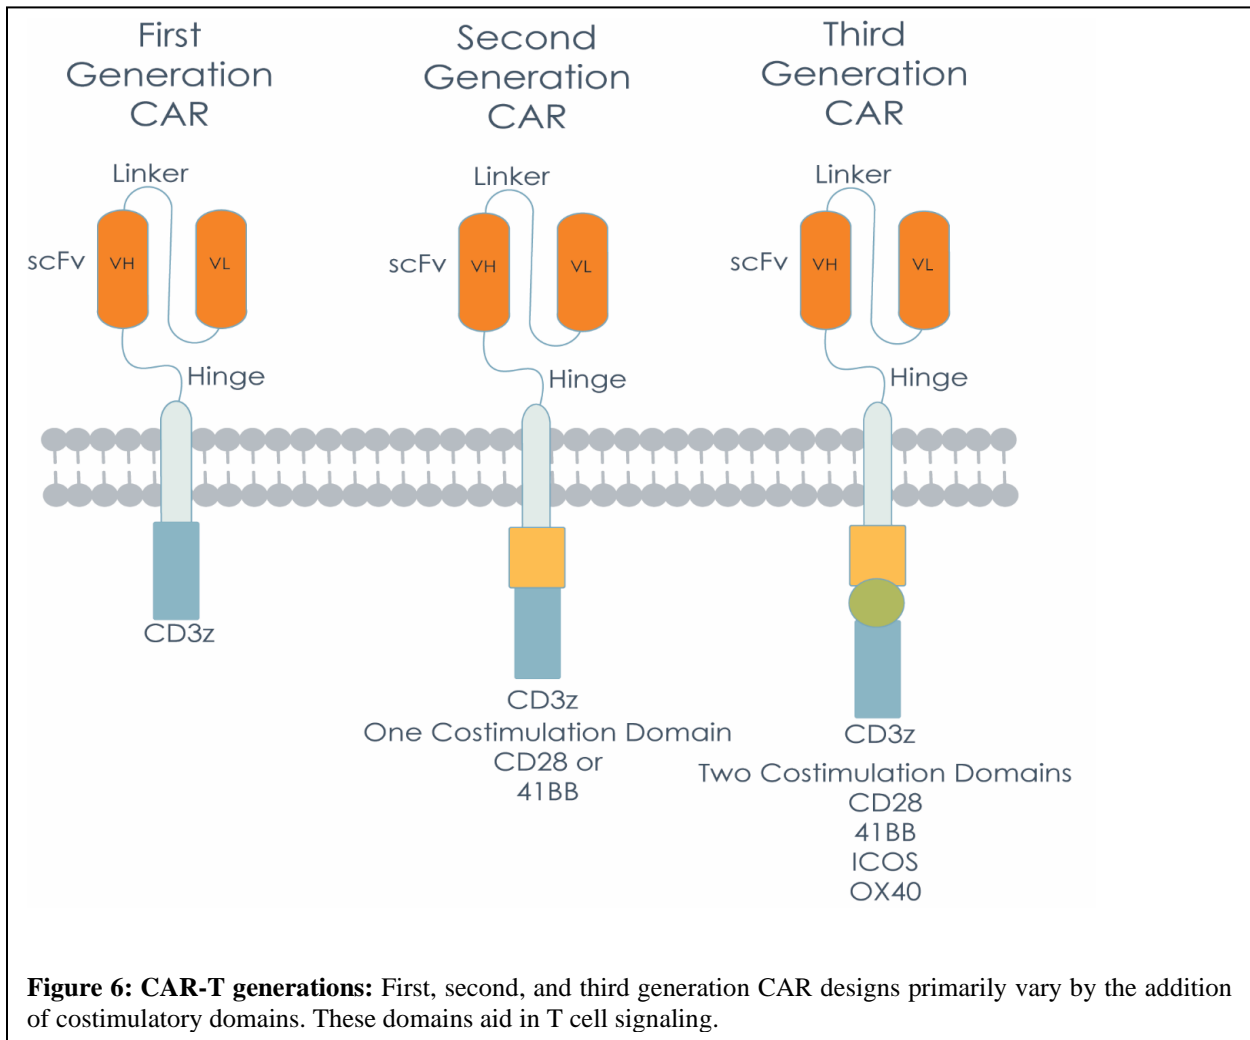 First
Generation
CAR
Linker
scFv
VH
VL
Hinge
CD3z
Second
Generation
CAR
Linker
scFv
VH
VL
Hinge
CD3z
One Costimulation Domain
CD28 or
41BB
Third
Generation
CAR
Linker
scFv
VH
VL
Hinge
CD3z
Two Costimulation Domains
CD28
41BB
ICOS
OX40
Figure 6: CAR-T generations: First, second, and third generation CAR designs primarily vary by the addition
of costimulatory domains. These domains aid in T cell signaling.